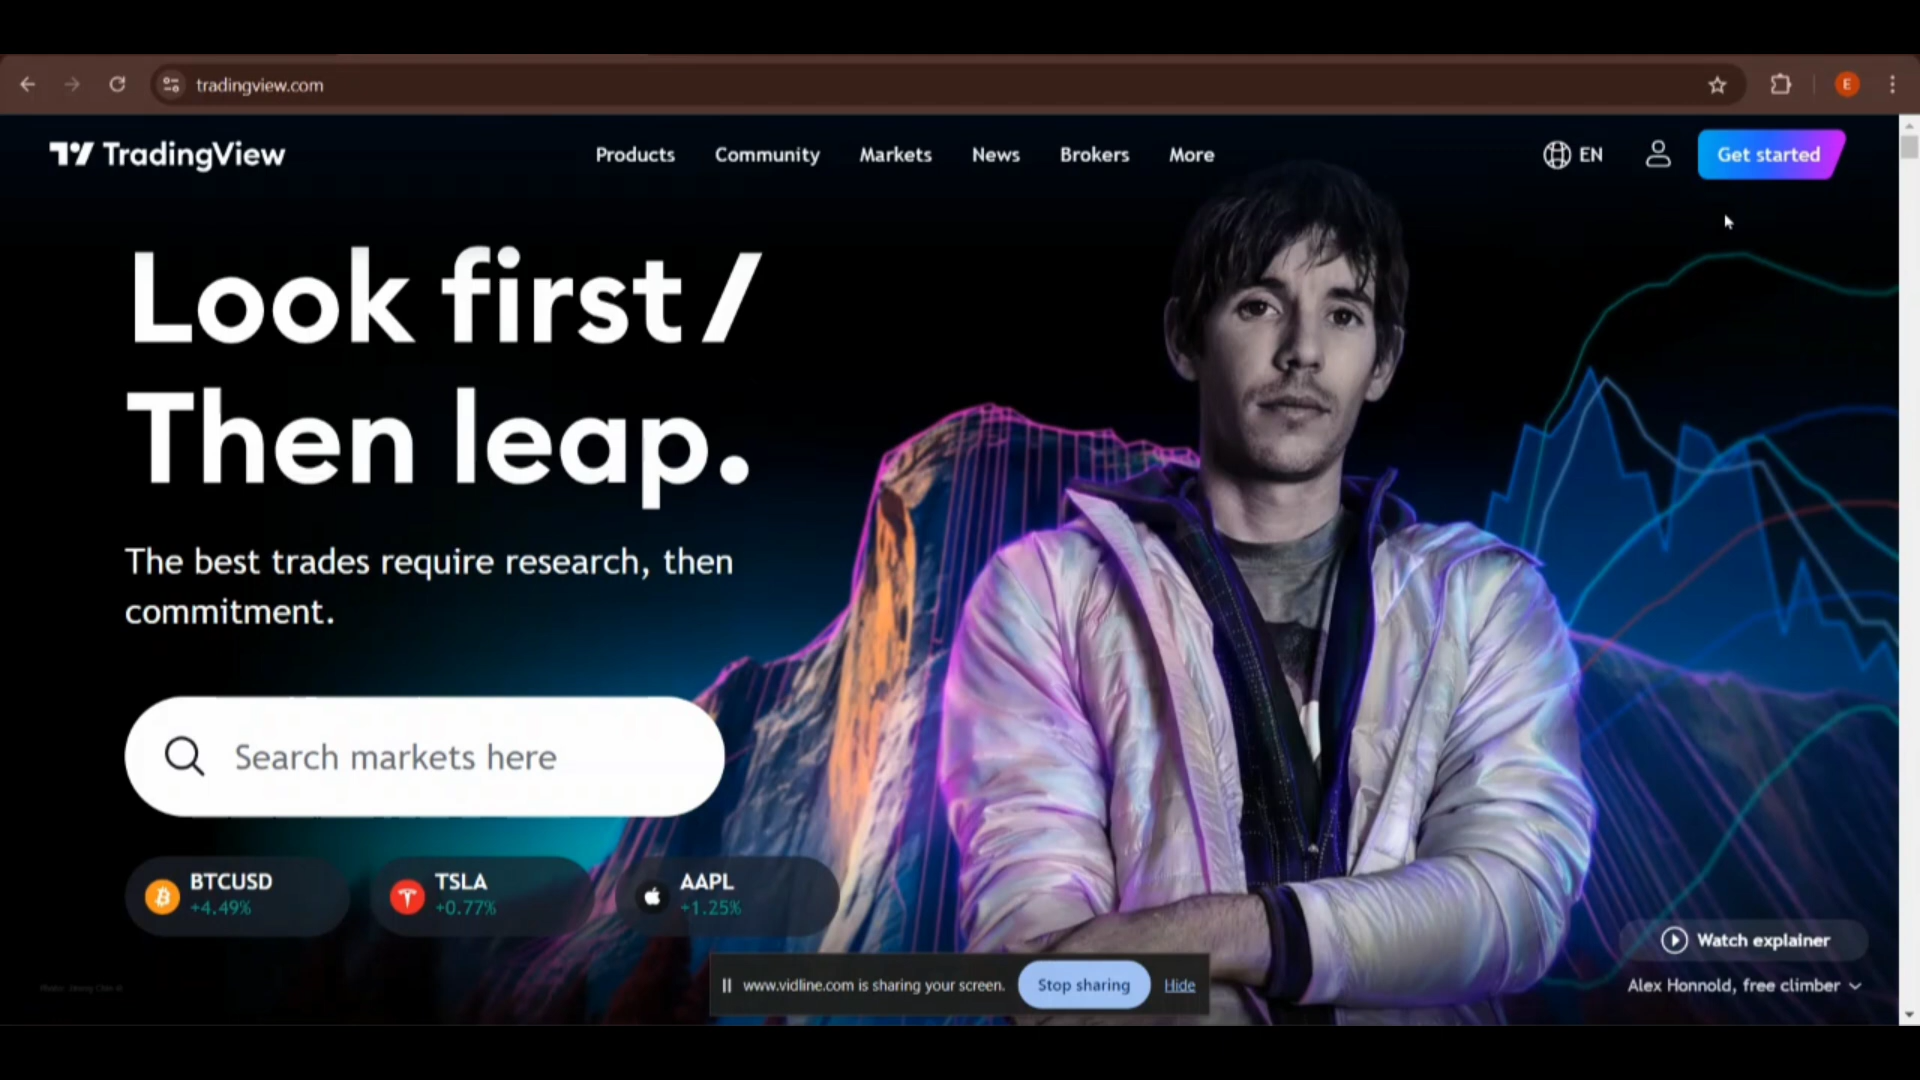 tradingview.com
E
TradingView
Products
Community
Markets
News
Brokers
More
EN
Get started
Look first /
Then leap.
The best trades require research, then
commitment.
Search markets here
BTCUSD
+4.49%
TSLA
+0.77%
AAPL
+1.25%
Watch explainer
Alex Honnold, free climber
www.vidline.com is sharing your screen.
Stop sharing
Hide